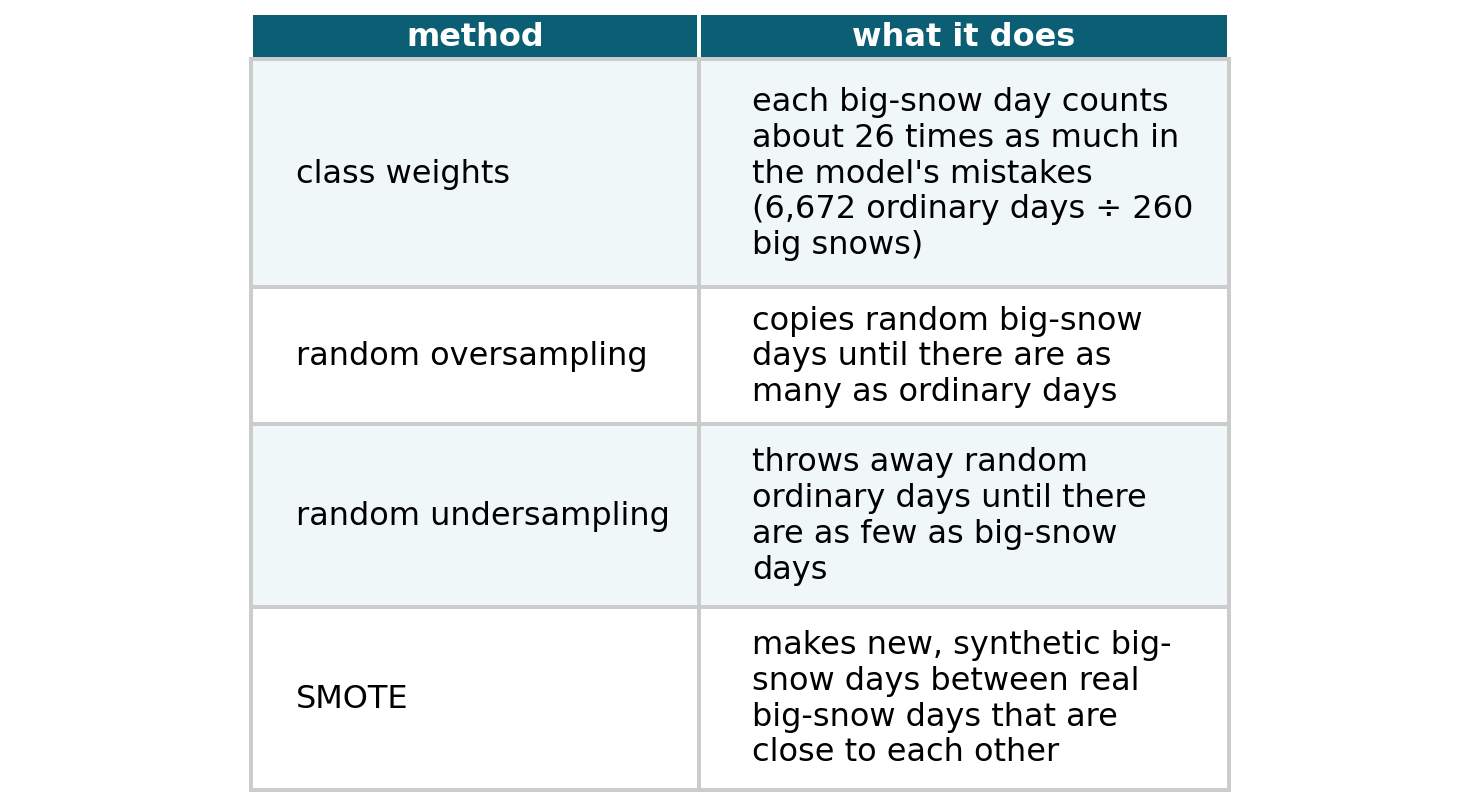 method
what it does
class weights
each big-snow day counts
about 26 times as much in
the model's mistakes
(6,672 ordinary days ÷ 260
big snows)
random oversampling
copies random big-snow
days until there are as
many as ordinary days
random undersampling
throws away random
ordinary days until there
are as few as big-snow
days
SMOTE
makes new, synthetic big-
snow days between real
big-snow days that are
close to each other